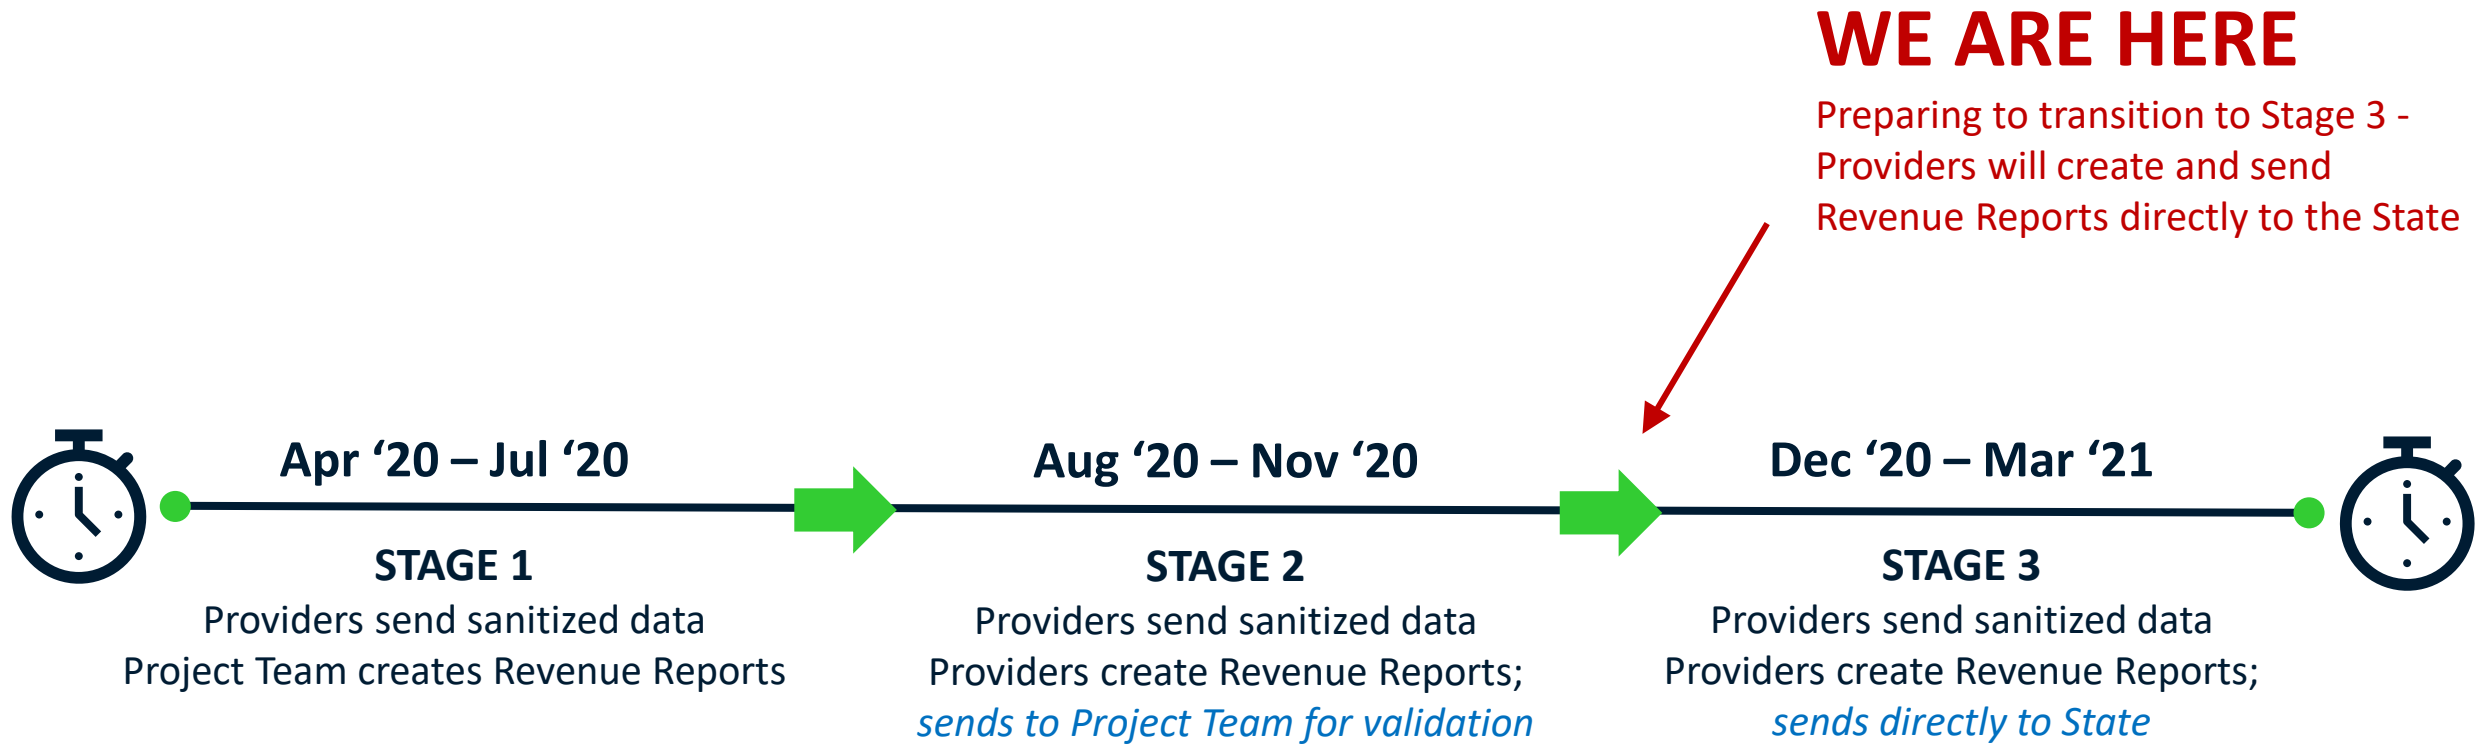 WE ARE HERE
Preparing to transition to Stage 3 -
Providers will create and send
Revenue Reports directly to the State
Apr ‘20 – Jul ‘20
STAGE 1
Providers send sanitized data
Project Team creates Revenue Reports
Aug ‘20 – Nov ‘20
STAGE 2
Providers send sanitized data
Providers create Revenue Reports;
sends to Project Team for validation
Dec ‘20 – Mar ‘21
STAGE 3
Providers send sanitized data
Providers create Revenue Reports;
sends directly to State